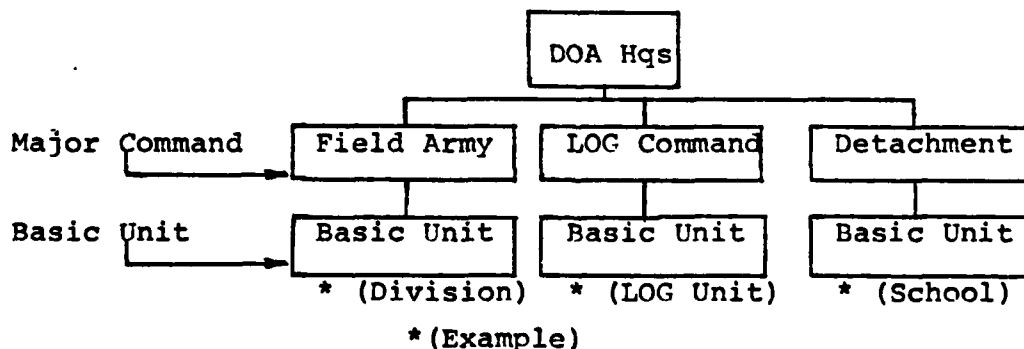 DOA Hqs
Major Command Field Army LOG Command Detachment
Basic Unit Basic Unit Basic Unit Basic Unit
* (Division) * (LOG Unit) * (School)
*(Example)